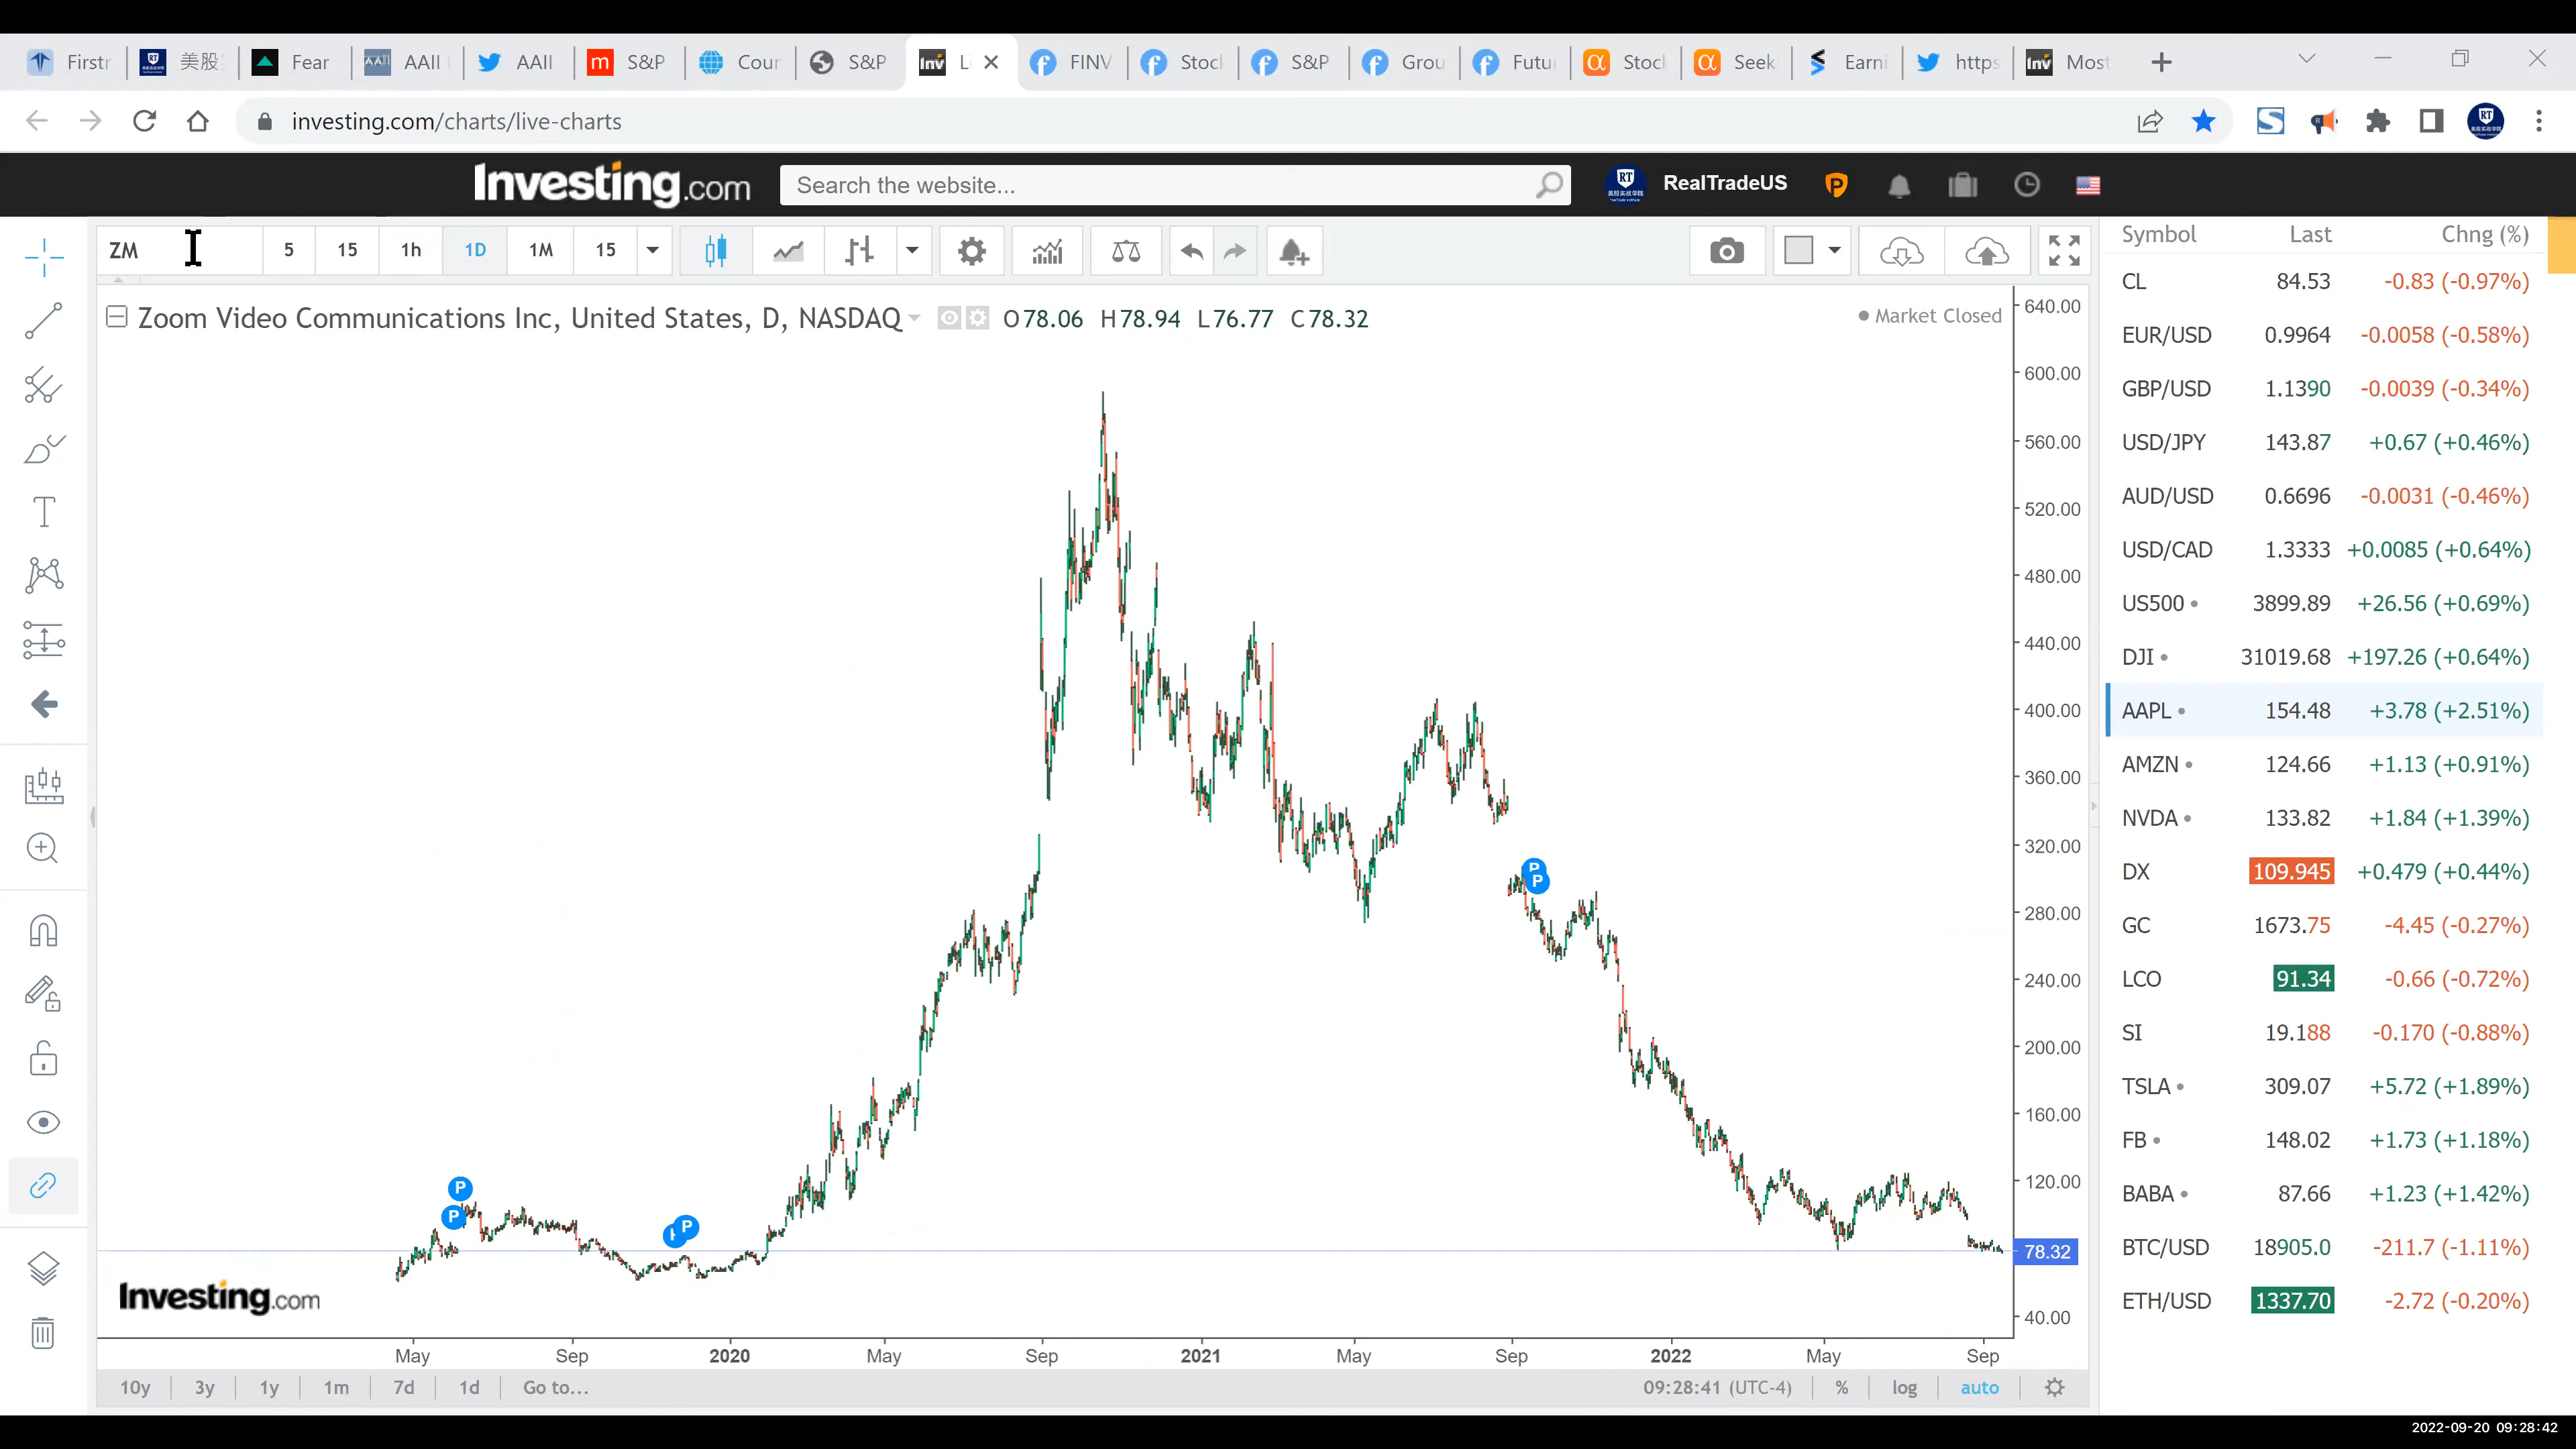 Firstr 美股 Fear AAII AAII S&P Cour S&P Li FINV Stock S&P Grou Futu Stock Seek Earni https Most
investing.com/charts/live-charts
Investing.com Search the website... RealTradeUS
ZM 5 15 1h 1D 1M 15
Zoom Video Communications Inc, United States, D, NASDAQ O78.06 H78.94 L76.77 C78.32 Market Closed
640.00
600.00
560.00
520.00
480.00
440.00
400.00
360.00
320.00
280.00
240.00
200.00
160.00
120.00
78.32
40.00
P
P
P
P
P
Investing.com
May Sep 2020 May Sep 2021 May Sep 2022 May Sep
10y 3y 1y 1m 7d 1d Go to... 09:28:41 (UTC-4) % log auto
Symbol Last Chng (%)
CL 84.53 -0.83 (-0.97%)
EUR/USD 0.9964 -0.0058 (-0.58%)
GBP/USD 1.1390 -0.0039 (-0.34%)
USD/JPY 143.87 +0.67 (+0.46%)
AUD/USD 0.6696 -0.0031 (-0.46%)
USD/CAD 1.3333 +0.0085 (+0.64%)
US500 3899.89 +26.56 (+0.69%)
DJI 31019.68 +197.26 (+0.64%)
AAPL 154.48 +3.78 (+2.51%)
AMZN 124.66 +1.13 (+0.91%)
NVDA 133.82 +1.84 (+1.39%)
DX 109.945 +0.479 (+0.44%)
GC 1673.75 -4.45 (-0.27%)
LCO 91.34 -0.66 (-0.72%)
SI 19.188 -0.170 (-0.88%)
TSLA 309.07 +5.72 (+1.89%)
FB 148.02 +1.73 (+1.18%)
BABA 87.66 +1.23 (+1.42%)
BTC/USD 18905.0 -211.7 (-1.11%)
ETH/USD 1337.70 -2.72 (-0.20%)
2022-09-20 09:28:42